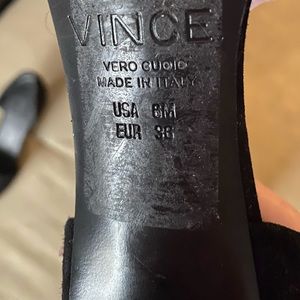 VINCE.
VERO CUOIO
MADE IN ITALY
USA 6M
EUR 36